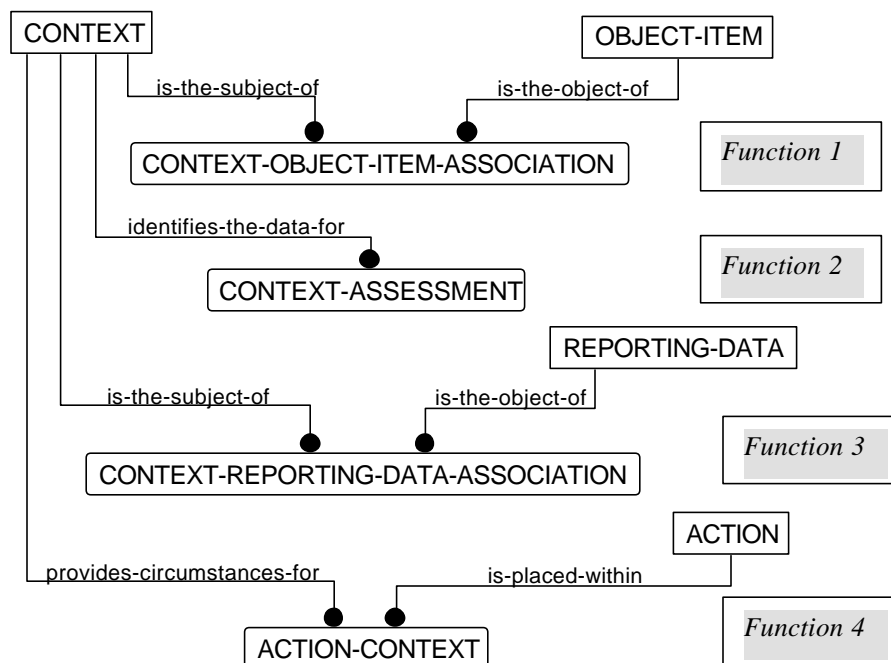 CONTEXT
OBJECT-ITEM
is-the-subject-of
is-the-object-of
CONTEXT-OBJECT-ITEM-ASSOCIATION
Function 1
identifies-the-data-for
CONTEXT-ASSESSMENT
Function 2
REPORTING-DATA
is-the-subject-of
is-the-object-of
CONTEXT-REPORTING-DATA-ASSOCIATION
Function 3
ACTION
provides-circumstances-for
is-placed-within
ACTION-CONTEXT
Function 4